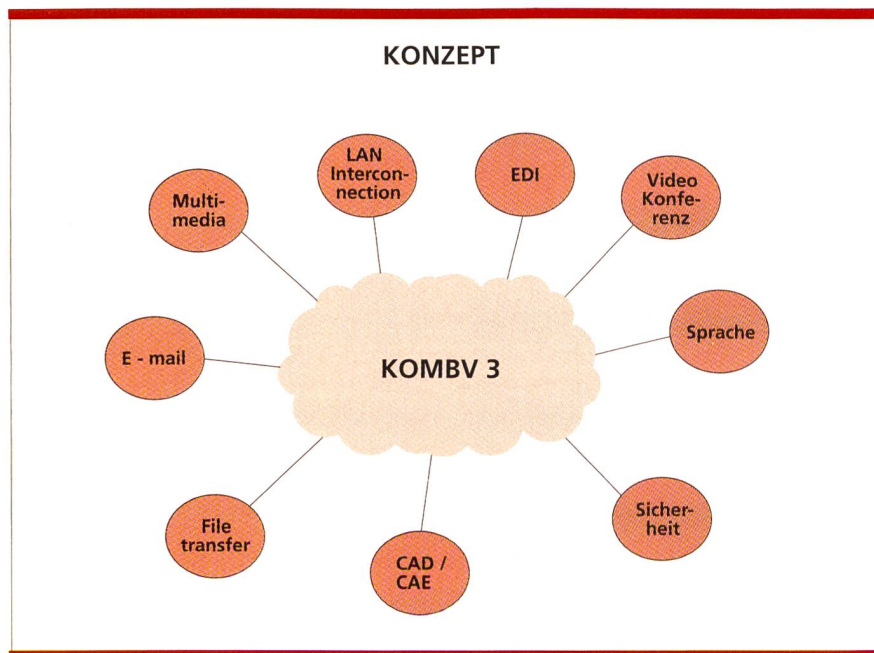 KONZEPT
LAN
Intercon-
nection
EDI
Video
Konfe-
renz
Multi-
media
Sprache
E - mail
KOMBV 3
File
transfer
CAD /
CAE
Sicher-
heit